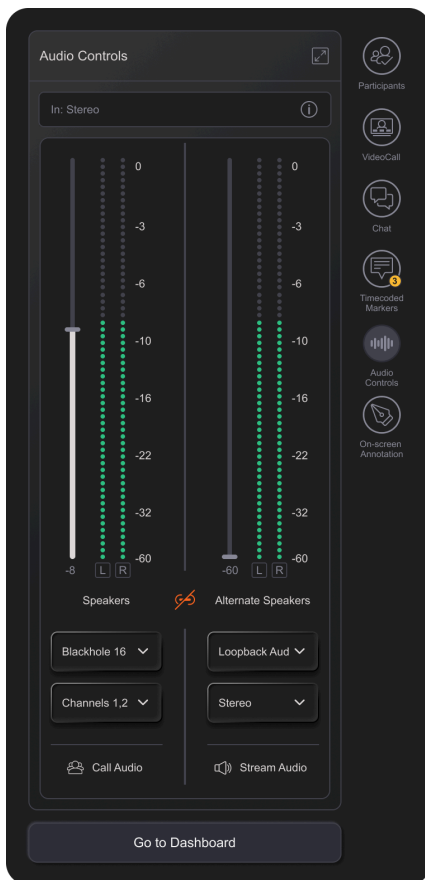 Audio Controls
In: Stereo
0
-3
-6
-10
-16
-22
-32
-60
-8
L
R
Speakers
0
-3
-6
-10
-16
-22
-32
-60
-60
L
R
Alternate Speakers
Blackhole 16
Channels 1,2
Call Audio
Loopback Aud
Stereo
Stream Audio
Go to Dashboard
Participants
VideoCall
Chat
3
Timecoded
Markers
Audio
Controls
On-screen
Annotation